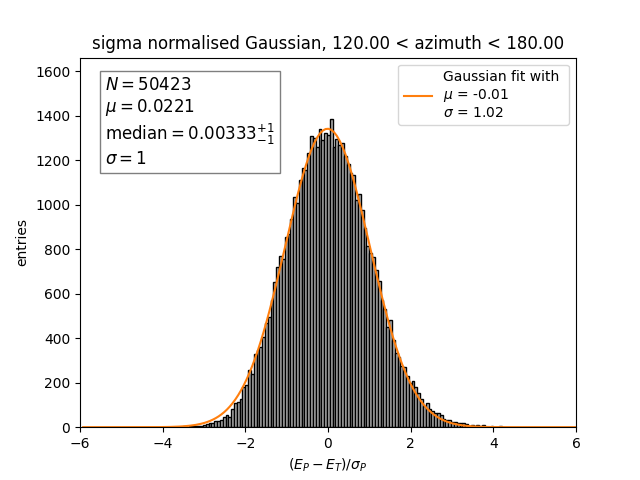 sigma normalised Gaussian, 120.00 < azimuth < 180.00
N = 50423
μ = 0.0221
median = 0.00333+1−1
σ = 1
Gaussian fit with
μ = -0.01
σ = 1.02
entries
1600
1400
1200
1000
800
600
400
200
0
−6 −4 −2 0 2 4 6
(E_P − E_T)/σ_P